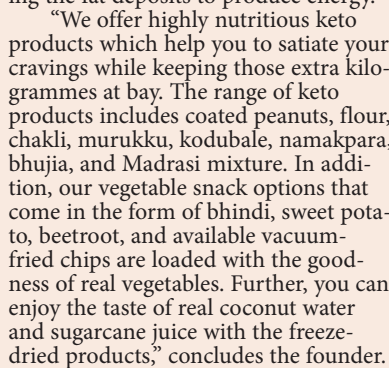 ing the fat deposits to produce energy.
“We offer highly nutritious keto
products which help you to satiate your
cravings while keeping those extra kilo-
grammes at bay. The range of keto
products includes coated peanuts, flour,
chakli, murukku, kodubale, namakpara,
bhujia, and Madrasi mixture. In addi-
tion, our vegetable snack options that
come in the form of bhindi, sweet pota-
to, beetroot, and available vacuum-
fried chips are loaded with the good-
ness of real vegetables. Further, you can
enjoy the taste of real coconut water
and sugarcane juice with the freeze-
dried products,” concludes the founder.